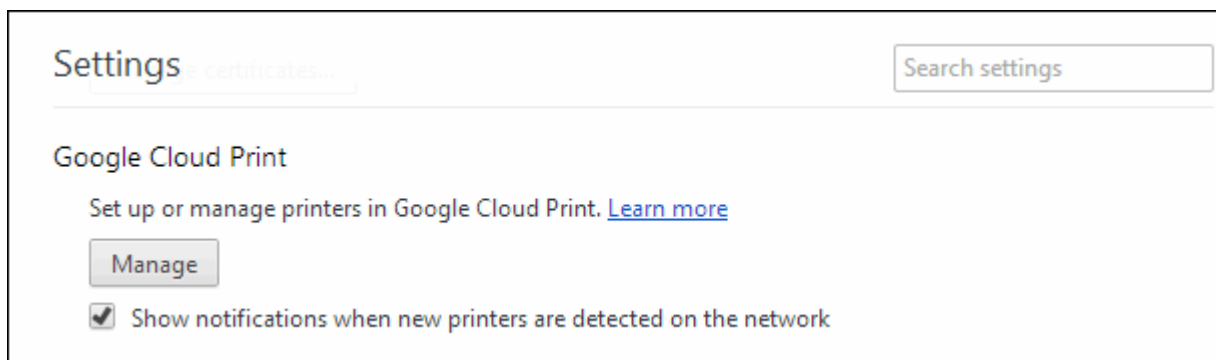 Settings
Search settings
Google Cloud Print
Set up or manage printers in Google Cloud Print. Learn more
Manage
Show notifications when new printers are detected on the network